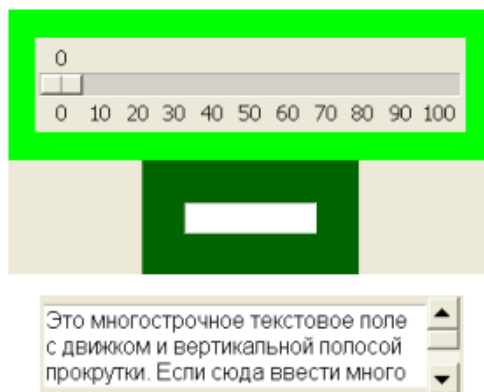 0
0 10 20 30 40 50 60 70 80 90 100
Это многострочное текстовое поле
с движком и вертикальной полосой
прокрутки. Если сюда ввести много